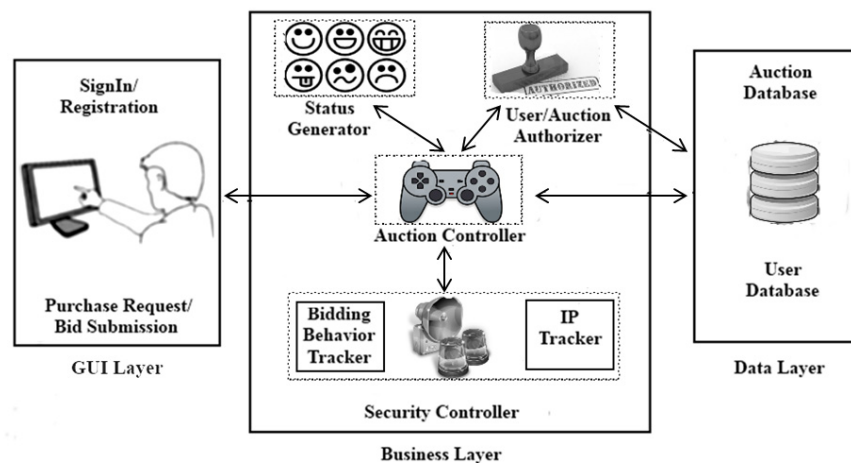 SignIn/
Registration
Purchase Request/
Bid Submission
GUI Layer
Status
Generator
AUTHORIZED
User/Auction
Authorizer
Auction Controller
Bidding
Behavior
Tracker
IP
Tracker
Security Controller
Business Layer
Auction
Database
User
Database
Data Layer